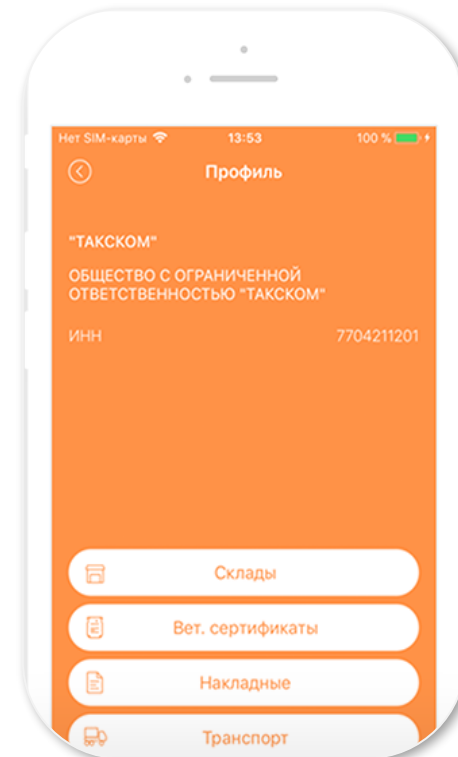 Нет SIM-карты 13:53 100 %
Профиль
"ТАКСКОМ"
ОБЩЕСТВО С ОГРАНИЧЕННОЙ
ОТВЕТСТВЕННОСТЬЮ "ТАКСКОМ"
ИНН 7704211201
Склады
Вет. сертификаты
Накладные
Транспорт